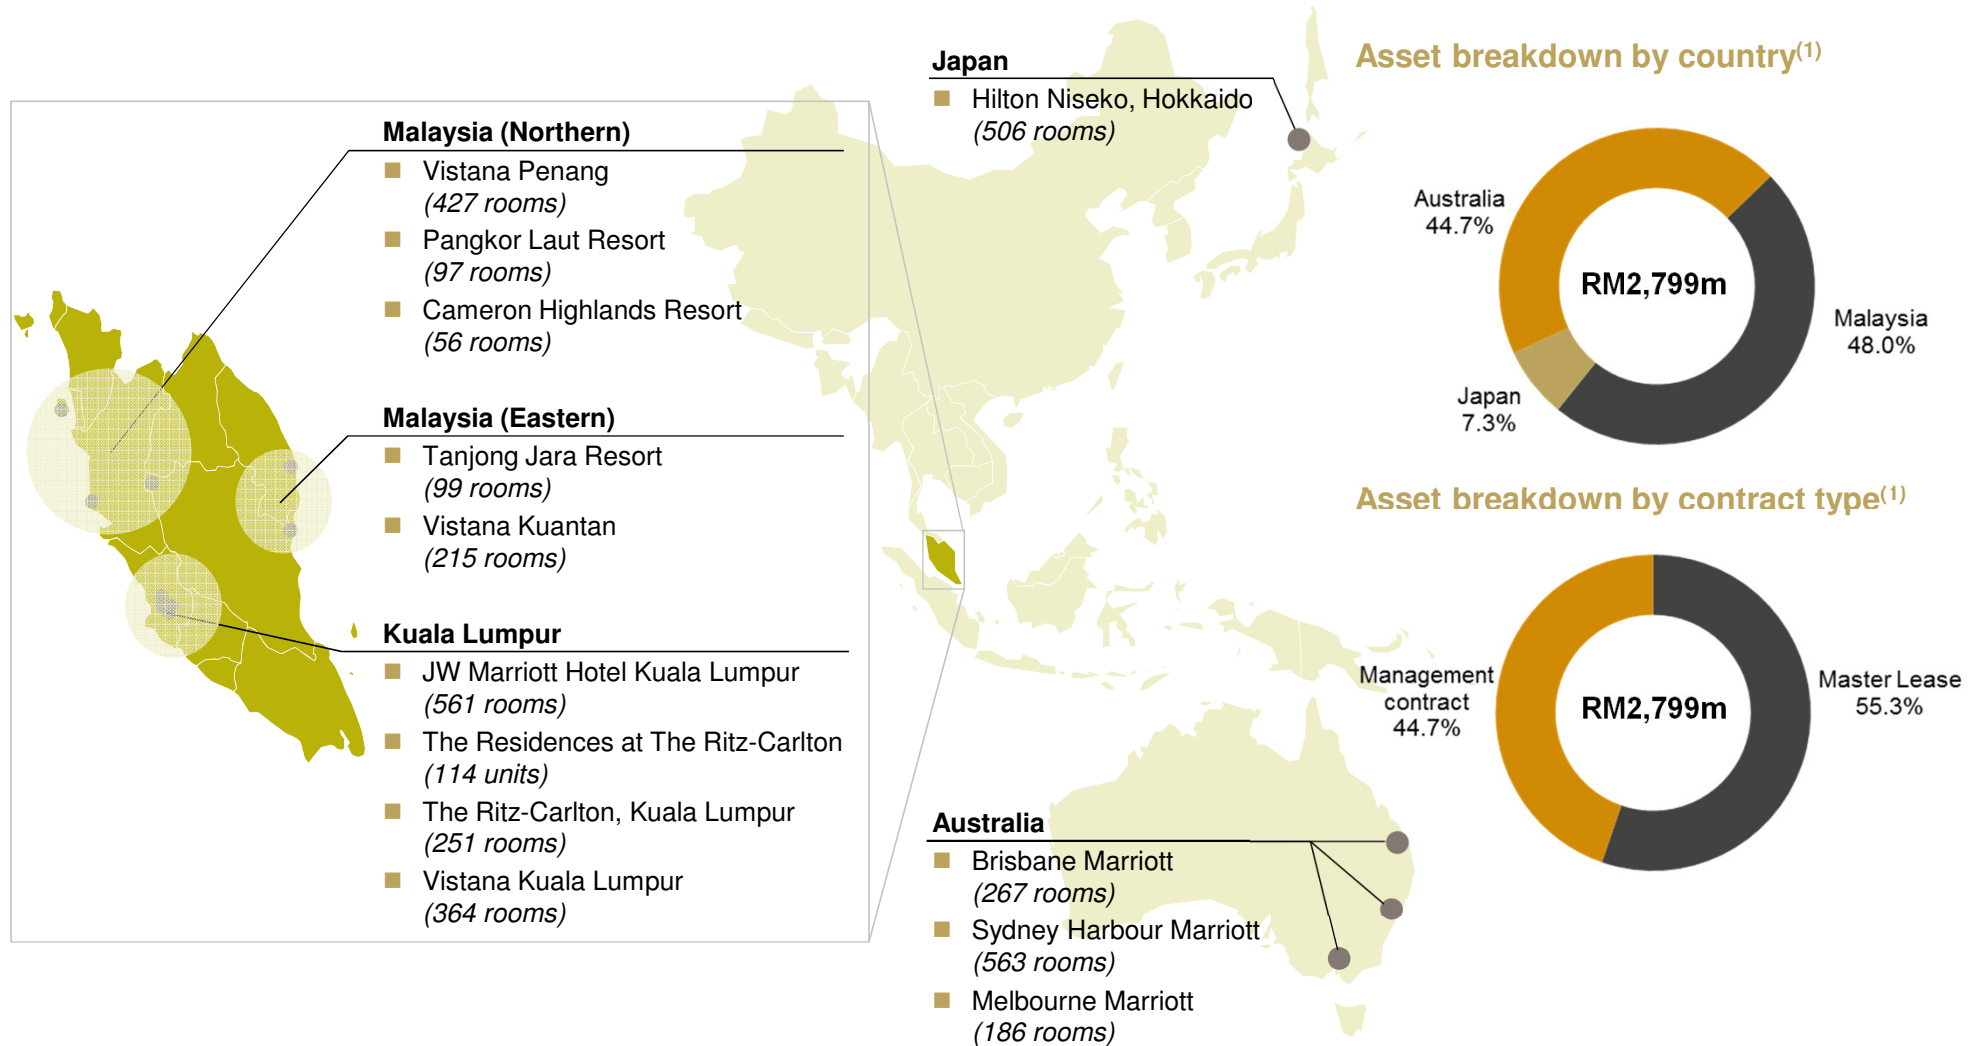 Japan
Hilton Niseko, Hokkaido
(506 rooms)
Malaysia (Northern)
Vistana Penang
(427 rooms)
Pangkor Laut Resort
(97 rooms)
Cameron Highlands Resort
(56 rooms)
Malaysia (Eastern)
Tanjong Jara Resort
(99 rooms)
Vistana Kuantan
(215 rooms)
Kuala Lumpur
JW Marriott Hotel Kuala Lumpur
(561 rooms)
The Residences at The Ritz-Carlton
(114 units)
The Ritz-Carlton, Kuala Lumpur
(251 rooms)
Vistana Kuala Lumpur
(364 rooms)
Australia
Brisbane Marriott
(267 rooms)
Sydney Harbour Marriott
(563 rooms)
Melbourne Marriott
(186 rooms)
Asset breakdown by country(1)
Australia
44.7%
RM2,799m
Malaysia
48.0%
Japan
7.3%
Asset breakdown by contract type(1)
Management
contract
44.7%
RM2,799m
Master Lease
55.3%